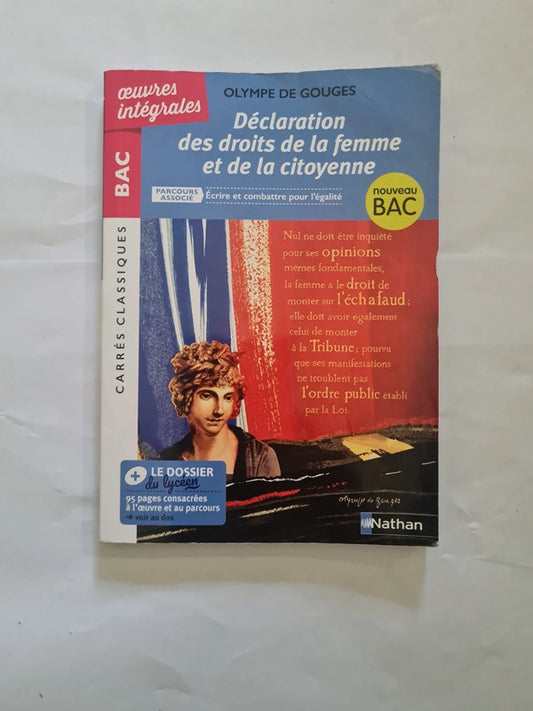 œuvres
intégrales
BAC
CARRÉS CLASSIQUES
OLYMPE DE GOUGES
Déclaration
des droits de la femme
et de la citoyenne
PARCOURS
ASSOCIÉ
Écrire et combattre pour l'égalité
nouveau
BAC
Nul ne doit être inquiété
pour ses opinions
mêmes fondamentales,
la femme a le droit de
monter sur l'échafaud ;
elle doit avoir également
celui de monter
à la Tribune ; pourvu
que ses manifestations
ne troublent pas
l'ordre public établi
par la Loi.
+ LE DOSSIER
du lycéen
95 pages consacrées
à l'œuvre et au parcours
→ voir au dos
olympe de Gouges
Nathan